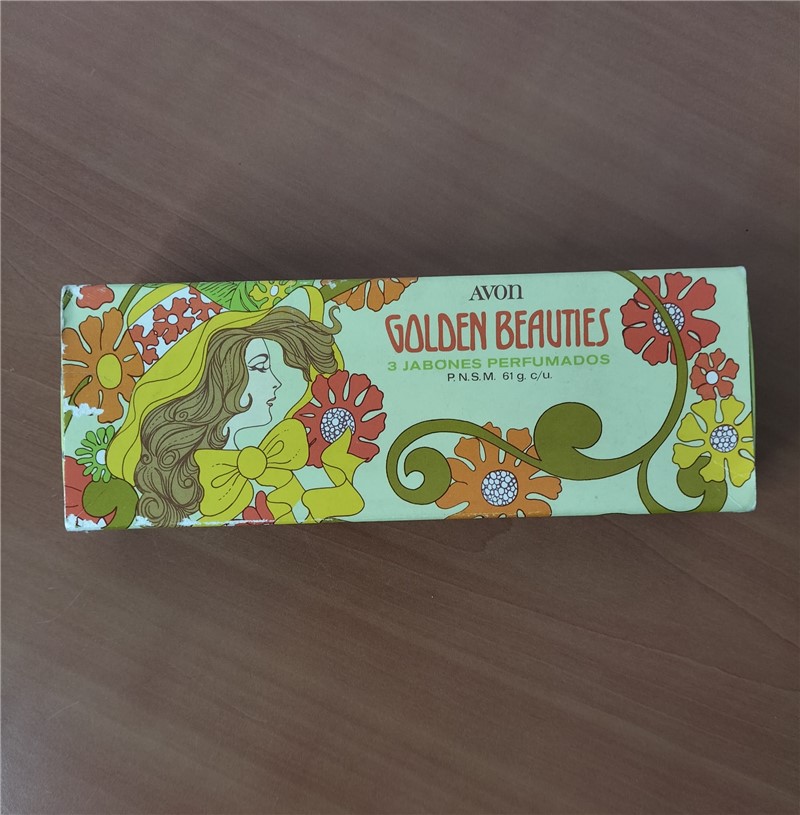 AVON
GOLDEN BEAUTIES
3 JABONES PERFUMADOS
P.N.S.M. 61 g. c/u.